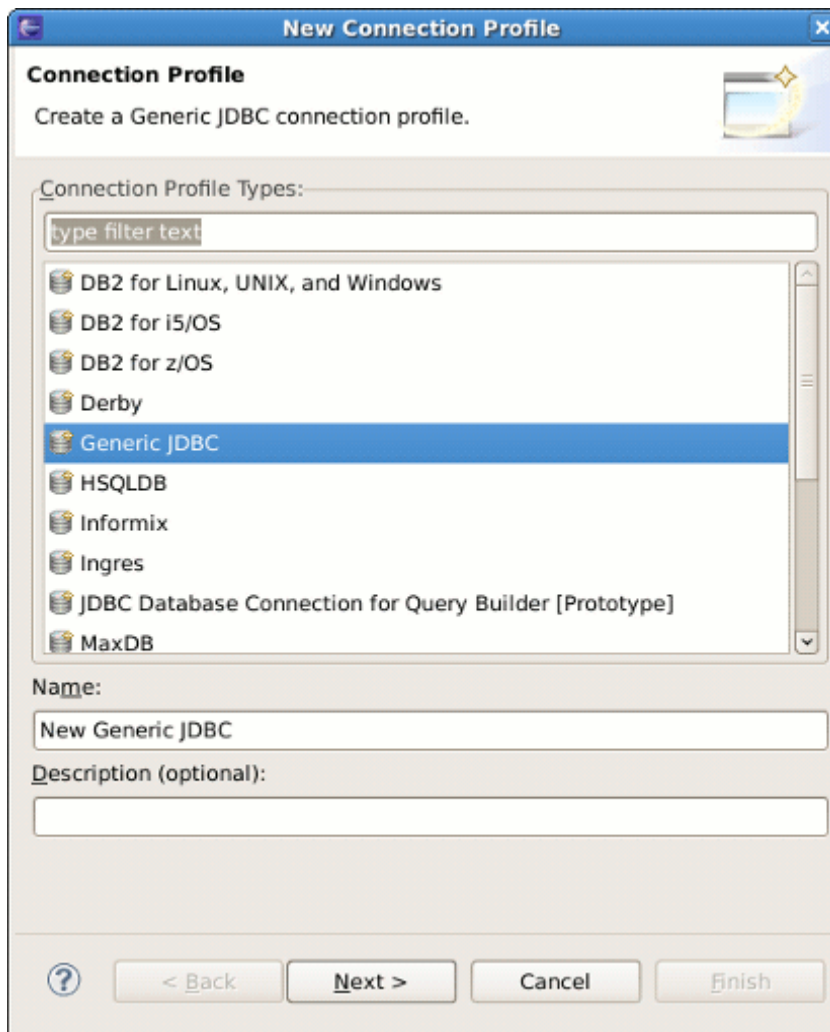 New Connection Profile
Connection Profile
Create a Generic JDBC connection profile.
Connection Profile Types:
type filter text
DB2 for Linux, UNIX, and Windows
DB2 for i5/OS
DB2 for z/OS
Derby
Generic JDBC
HSQLDB
Informix
Ingres
JDBC Database Connection for Query Builder [Prototype]
MaxDB
Name:
New Generic JDBC
Description (optional):
? < Back Next > Cancel Finish